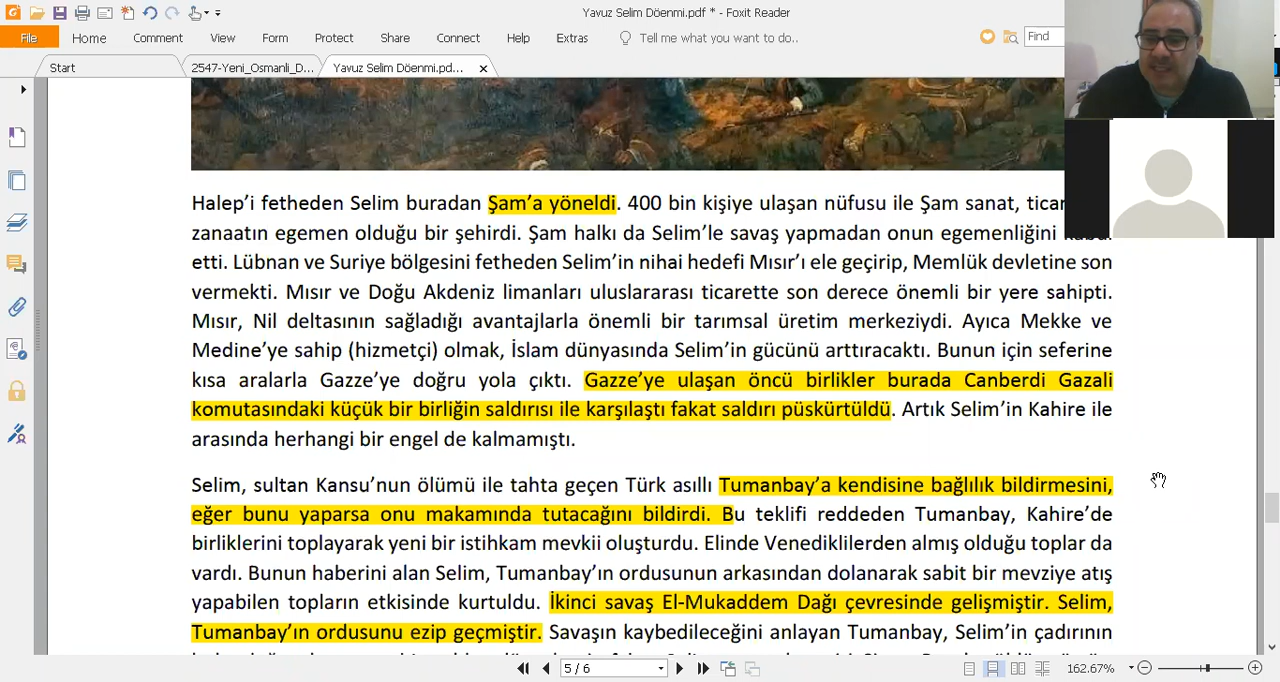 Yavuz Selim Döenmi.pdf * - Foxit Reader
File Home Comment View Form Protect Share Connect Help Extras Tell me what you want to do.. Find
Start 2547-Yeni_Osmanli_D... Yavuz Selim Döenmi.pd...
Halep'i fetheden Selim buradan Şam'a yöneldi. 400 bin kişiye ulaşan nüfusu ile Şam sanat,
zanaatın egemen olduğu bir şehirdi. Şam halkı da Selim'le savaş yapmadan onun egemenliğini
etti. Lübnan ve Suriye bölgesini fetheden Selim'in nihai hedefi Mısır'ı ele geçirip, Memlük devletine son
vermekti. Mısır ve Doğu Akdeniz limanları uluslararası ticarette son derece önemli bir yere sahipti.
Mısır, Nil deltasının sağladığı avantajlarla önemli bir tarımsal üretim merkeziydi. Ayıca Mekke ve
Medine'ye sahip (hizmetçi) olmak, İslam dünyasında Selim'in gücünü arttıracaktı. Bunun için seferine
kısa aralarla Gazze'ye doğru yola çıktı. Gazze'ye ulaşan öncü birlikler burada Canberdi Gazali
komutasındaki küçük bir birliğin saldırısı ile karşılaştı fakat saldırı püskürtüldü. Artık Selim'in Kahire ile
arasında herhangi bir engel de kalmamıştı.
Selim, sultan Kansu'nun ölümü ile tahta geçen Türk asıllı Tumanbay'a kendisine bağlılık bildirmesini,
eğer bunu yaparsa onu makamında tutacağını bildirdi. Bu teklifi reddeden Tumanbay, Kahire'de
birliklerini toplayarak yeni bir istihkam mevkii oluşturdu. Elinde Venediklilerden almış olduğu toplar da
vardı. Bunun haberini alan Selim, Tumanbay'ın ordusunun arkasından dolanarak sabit bir mevziye atış
yapabilen topların etkisinde kurtuldu. İkinci savaş El-Mukaddem Dağı çevresinde gelişmiştir. Selim,
Tumanbay'ın ordusunu ezip geçmiştir. Savaşın kaybedileceğini anlayan Tumanbay, Selim'in çadırının
5 / 6 162.67%